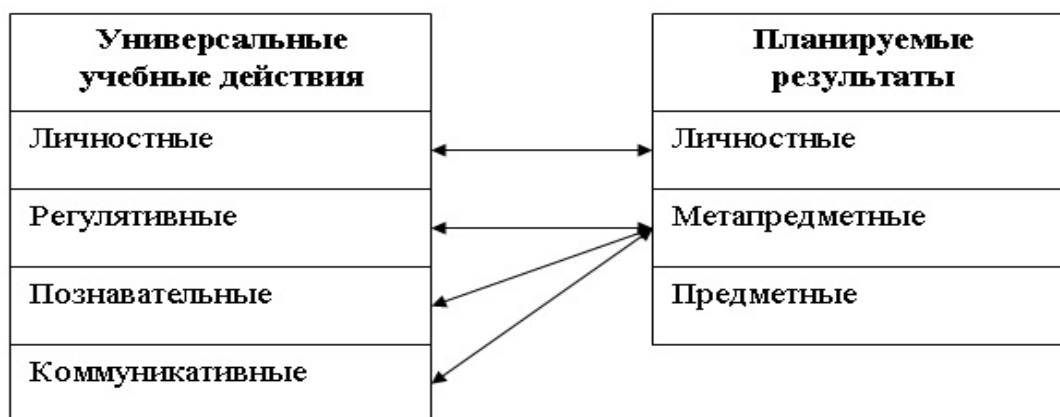 Универсальные
учебные действия
Личностные
Регулятивные
Познавательные
Коммуникативные
Планируемые
результаты
Личностные
Метапредметные
Предметные